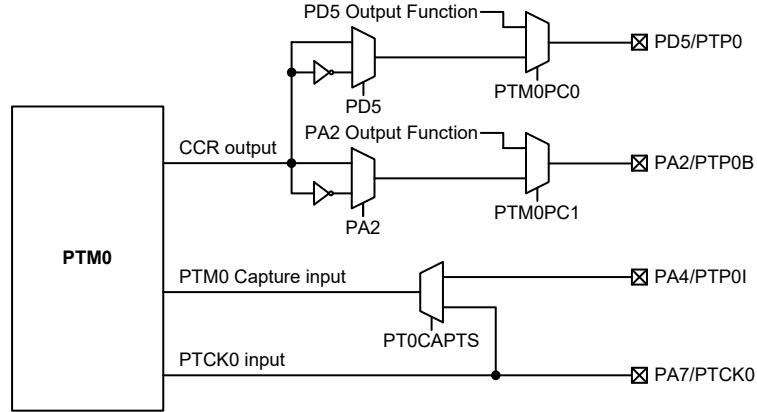 PD5 Output Function
PD5/PTP0
PTM0PC0
PD5
PA2 Output Function
CCR output
PA2/PTP0B
PTM0PC1
PA2
PTM0
PTM0 Capture input
PA4/PTP0I
PT0CAPTS
PTCK0 input
PA7/PTCK0